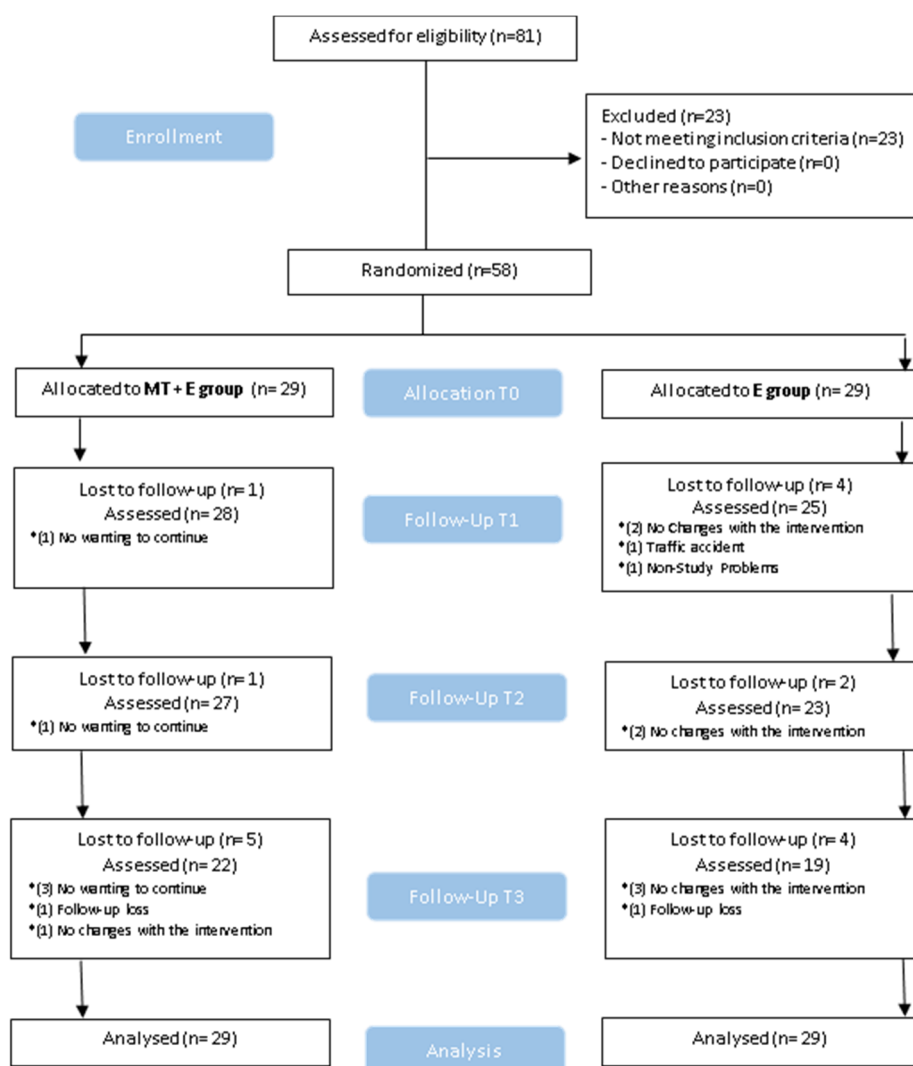 Assessed for eligibility (n=81)
Enrollment
Excluded (n=23)
- Not meeting inclusion criteria (n=23)
- Declined to participate (n=0)
- Other reasons (n=0)
Randomized (n=58)
Allocated to MT + E group (n= 29)
Allocation T0
Allocated to E group (n= 29)
Lost to follow-up (n= 1)
Assessed (n= 28)
*(1) No wanting to continue
Follow-Up T1
Lost to follow-up (n= 4)
Assessed (n= 25)
*(2) No Changes with the intervention
*(1) Traffic accident
*(1) Non-Study Problems
Lost to follow-up (n= 1)
Assessed (n= 27)
*(1) No wanting to continue
Follow-Up T2
Lost to follow-up (n= 2)
Assessed (n= 23)
*(2) No changes with the intervention
Lost to follow-up (n= 5)
Assessed (n= 22)
*(3) No wanting to continue
*(1) Follow-up loss
*(1) No changes with the intervention
Follow-Up T3
Lost to follow-up (n= 4)
Assessed (n= 19)
*(3) No changes with the intervention
*(1) Follow-up loss
Analysed (n= 29)
Analysis
Analysed (n= 29)